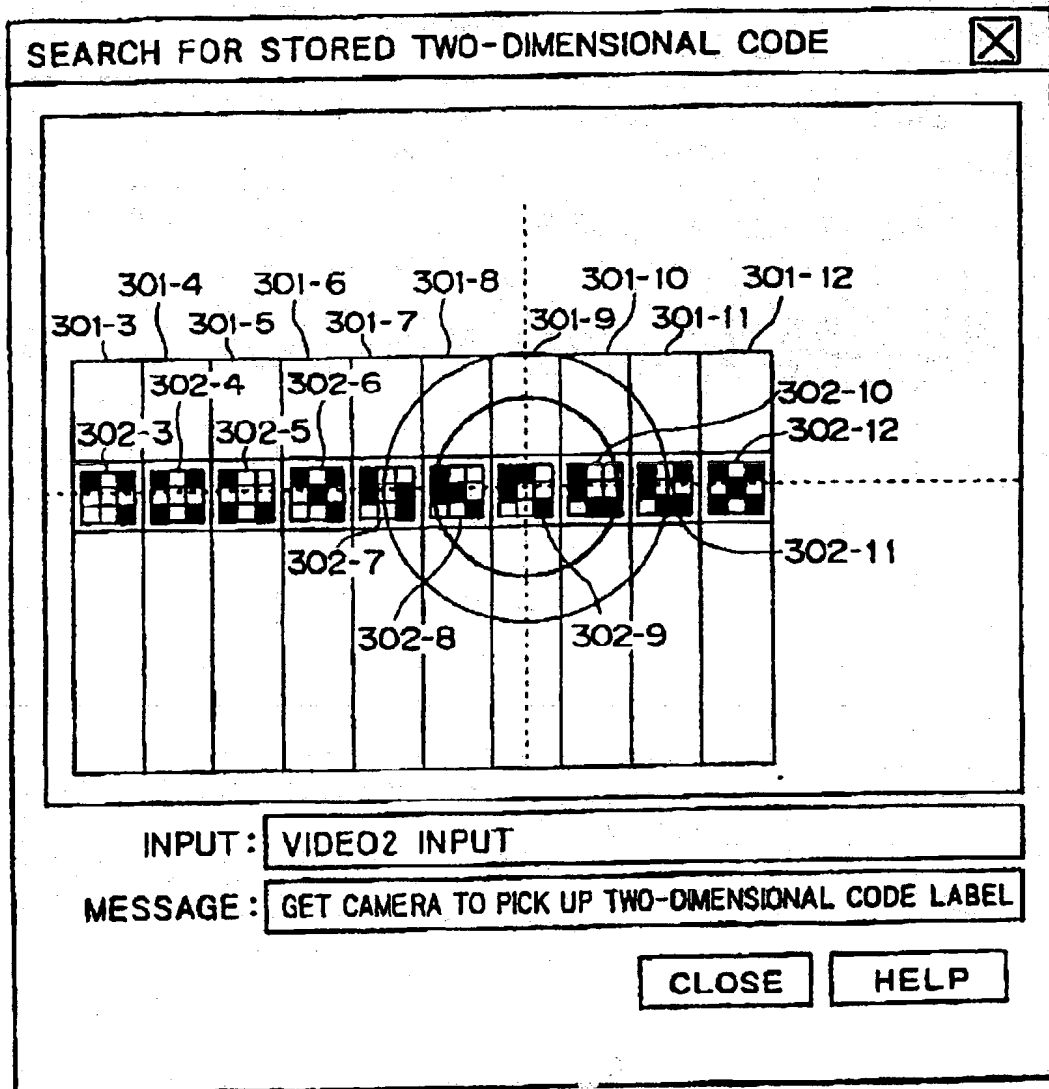 SEARCH FOR STORED TWO-DIMENSIONAL CODE
301-4 301-6 301-8 301-10 301-12
301-3 301-5 301-7 301-9 301-11
302-4 302-6 302-10
302-3 302-5 302-12
302-7 302-11
302-8 302-9
INPUT: VIDEO2 INPUT
MESSAGE: GET CAMERA TO PICK UP TWO-DIMENSIONAL CODE LABEL
CLOSE HELP